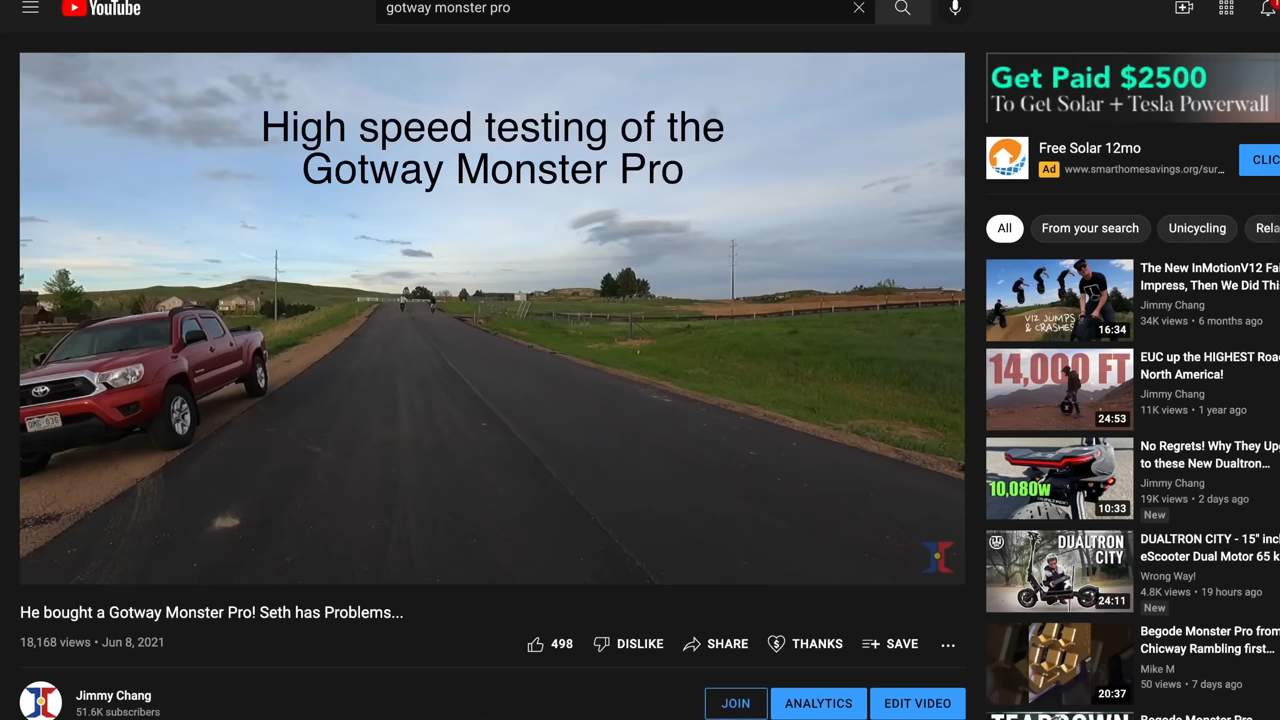 YouTube
gotway monster pro
High speed testing of the
Gotway Monster Pro
He bought a Gotway Monster Pro! Seth has Problems...
18,168 views • Jun 8, 2021
498
DISLIKE
SHARE
THANKS
SAVE
Jimmy Chang
51.6K subscribers
JOIN
ANALYTICS
EDIT VIDEO
Get Paid $2500
To Get Solar + Tesla Powerwall
Free Solar 12mo
Ad www.smarthomesavings.org/sur...
CLIC
All
From your search
Unicycling
Rela
V12 JUMPS
& CRASHES
16:34
The New InMotionV12 Fa
Impress, Then We Did Thi
Jimmy Chang
34K views • 6 months ago
14,000 FT
24:53
EUC up the HIGHEST Roa
North America!
Jimmy Chang
11K views • 1 year ago
10,080w
10:33
No Regrets! Why They Up
to these New Dualtron...
Jimmy Chang
19K views • 2 days ago
New
DUALTRON
CITY
24:11
DUALTRON CITY - 15" incl
eScooter Dual Motor 65 k
Wrong Way!
4.8K views • 19 hours ago
New
20:37
Begode Monster Pro from
Chicway Rambling first...
Mike M
50 views • 7 days ago